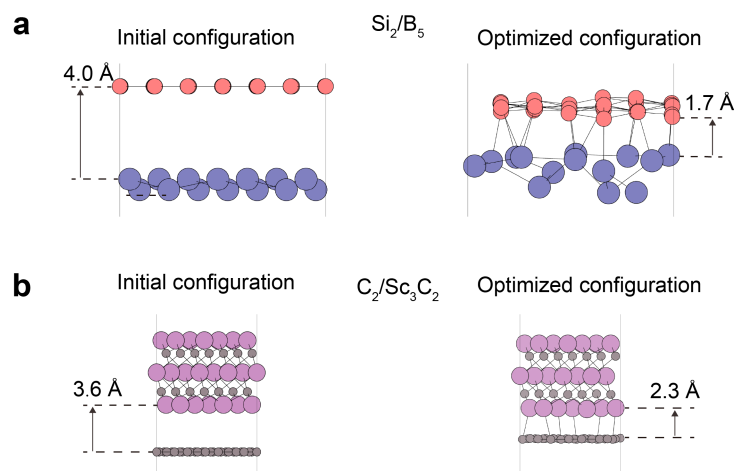 a
Si₂/B₅
Initial configuration
Optimized configuration
4.0 Å
1.7 Å
b
Initial configuration
C₂/Sc₃C₂
Optimized configuration
3.6 Å
2.3 Å